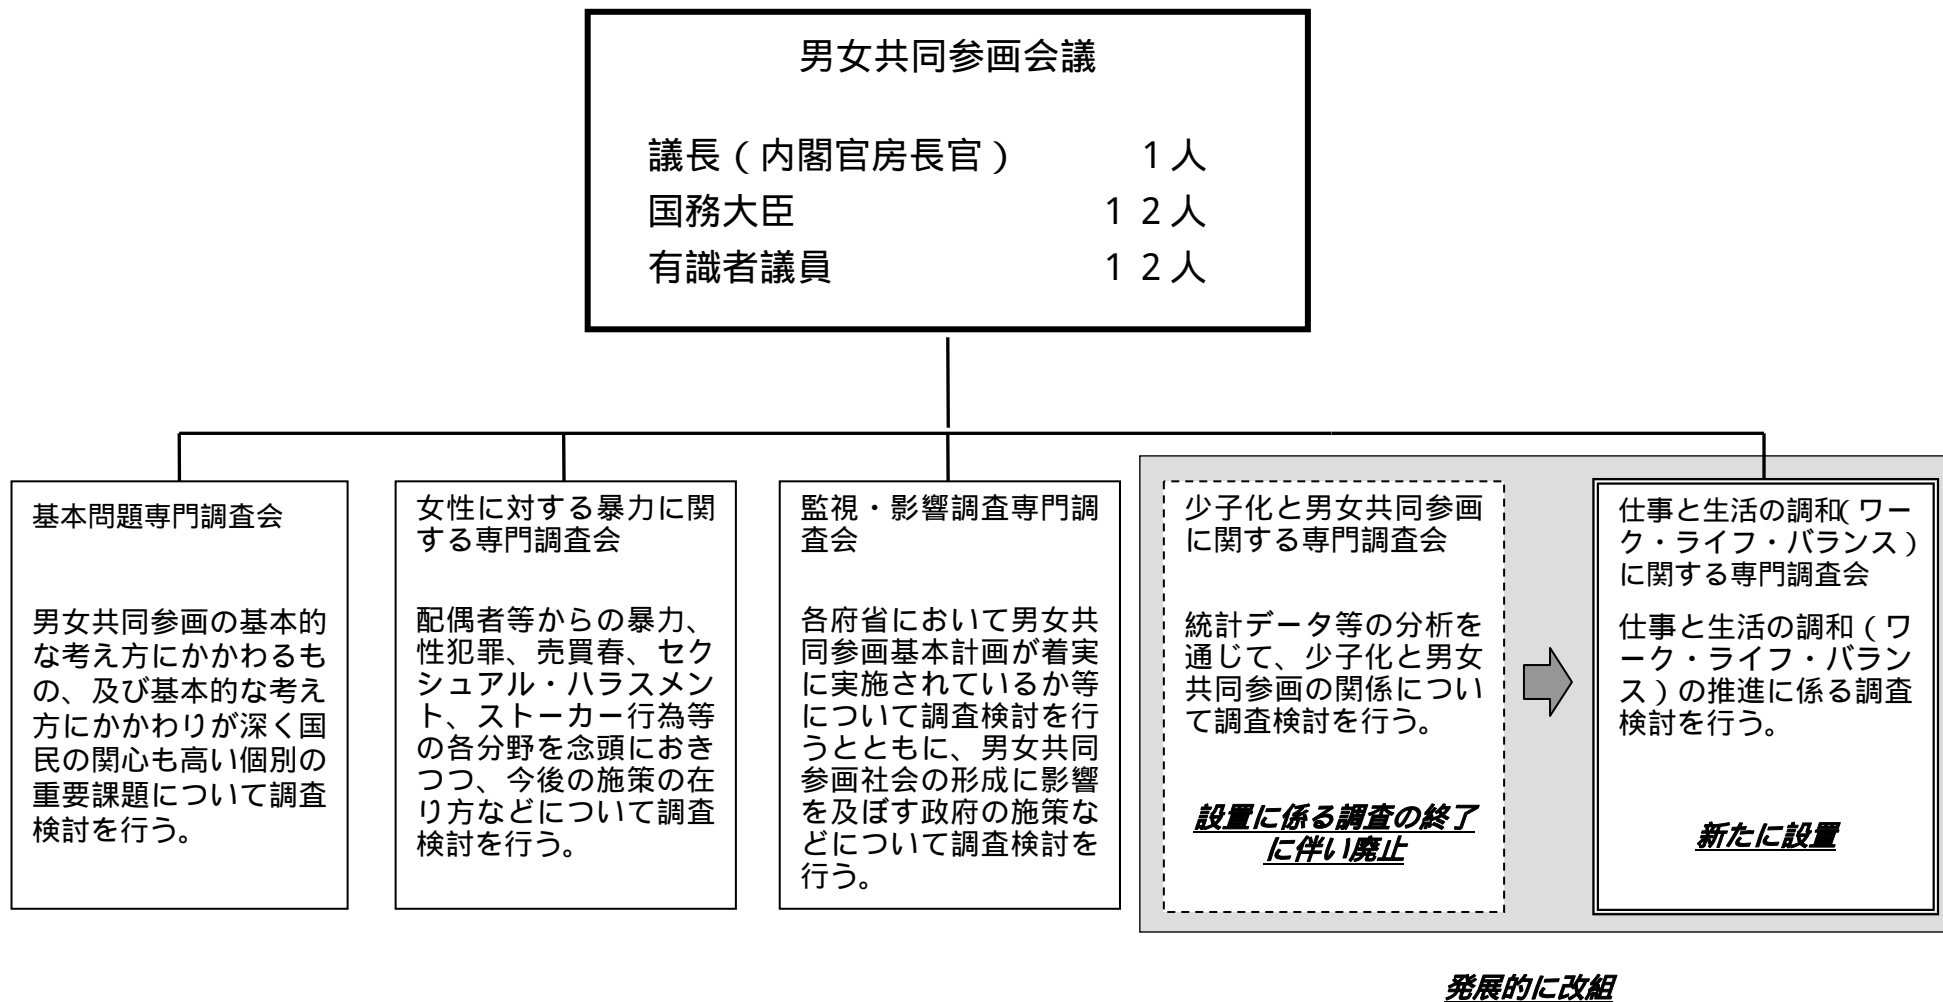 男女共同参画会議
議長(内閣官房長官) 1人
国務大臣 12人
有識者議員 12人
基本問題専門調査会
男女共同参画の基本的
な考え方にかかわるも
の、及び基本的な考え
方にかかわりが深く国
民の関心も高い個別の
重要課題について調査
検討を行う。
女性に対する暴力に関
する専門調査会
配偶者等からの暴力、
性犯罪、売買春、セク
シュアル・ハラスメン
ト、ストーカー行為等
の各分野を念頭におき
つつ、今後の施策の在
り方などについて調査
検討を行う。
監視・影響調査専門調
査会
各府省において男女共
同参画基本計画が着実
に実施されているか等
について調査検討を行
うとともに、男女共同
参画社会の形成に影響
を及ぼす政府の施策な
どについて調査検討を
行う。
少子化と男女共同参画
に関する専門調査会
統計データ等の分析を
通じて、少子化と男女
共同参画の関係につい
て調査検討を行う。
設置に係る調査の終了
に伴い廃止
仕事と生活の調和(ワー
ク・ライフ・バランス)
に関する専門調査会
仕事と生活の調和(ワ
ーク・ライフ・バラン
ス)の推進に係る調査
検討を行う。
新たに設置
発展的に改組